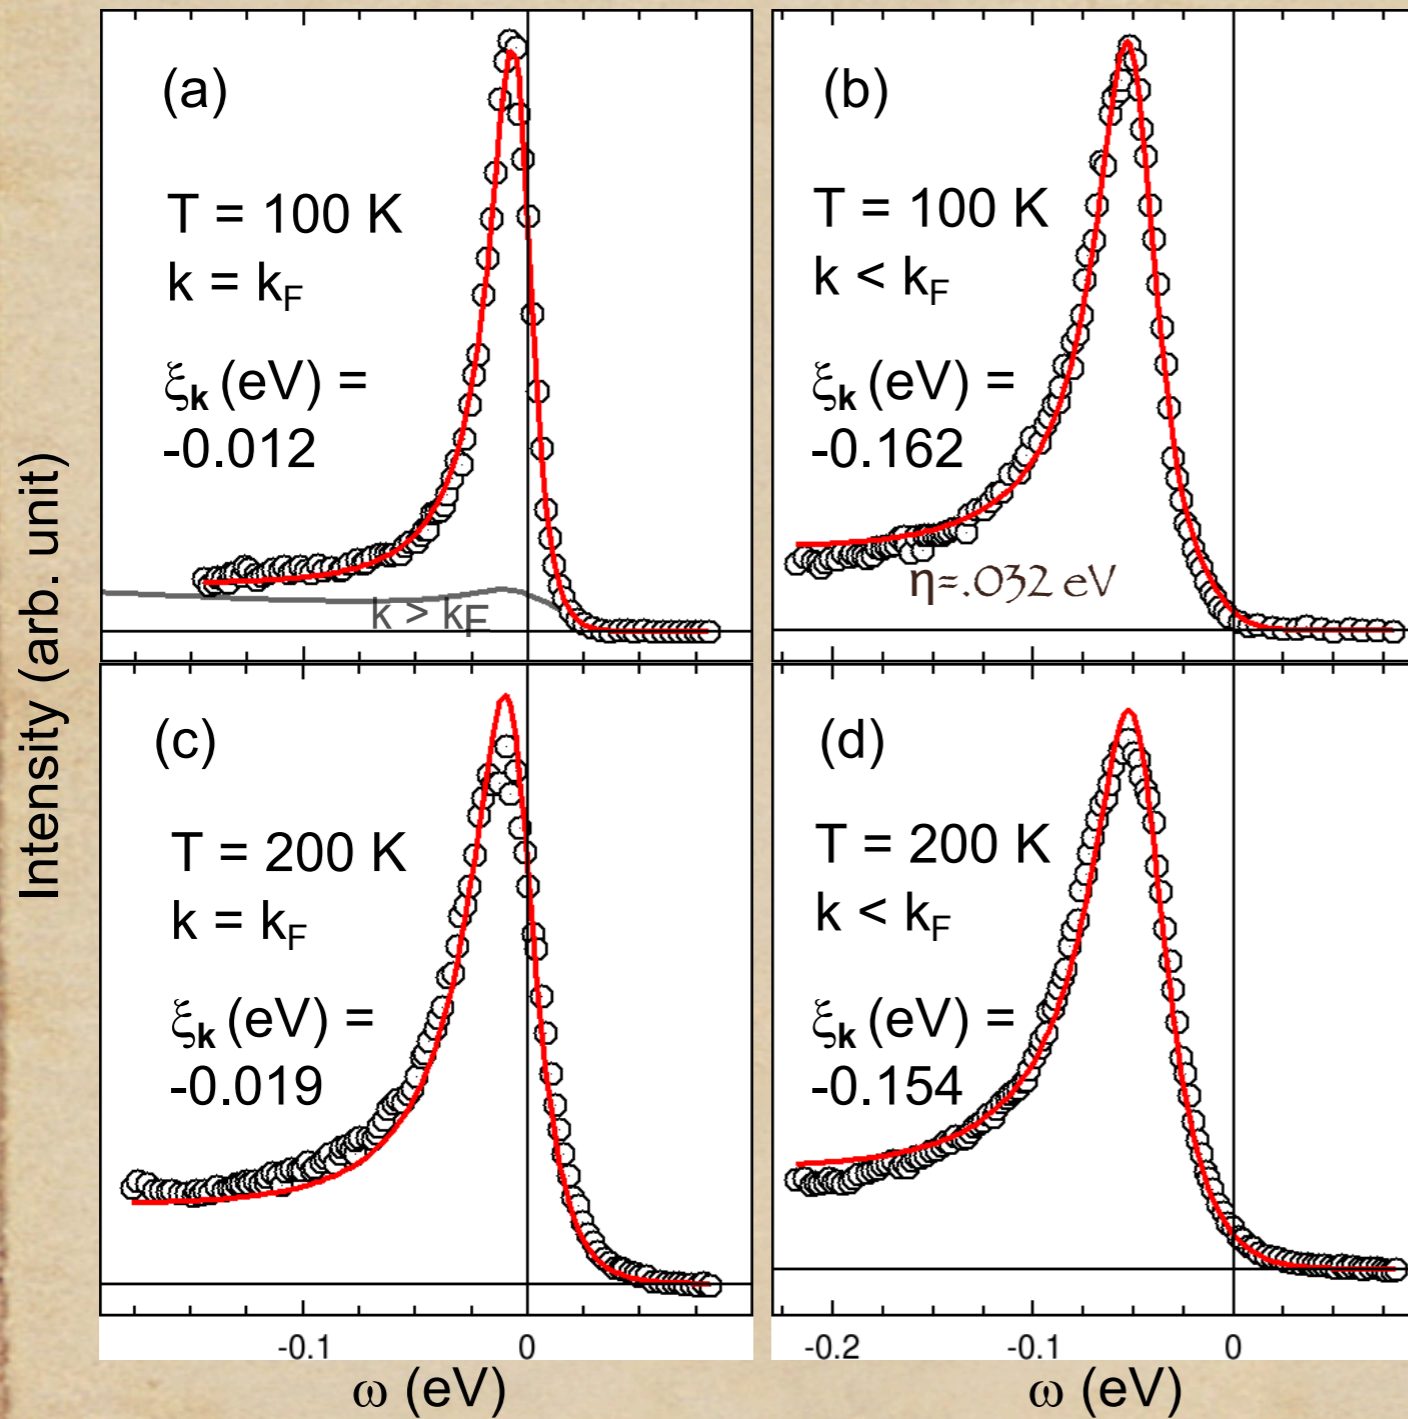 Intensity (arb. unit)
(a)
T = 100 K
k = kF
ξk (eV) =
-0.012
k > kF
(b)
T = 100 K
k < kF
ξk (eV) =
-0.162
η=.032 eV
(c)
T = 200 K
k = kF
ξk (eV) =
-0.019
(d)
T = 200 K
k < kF
ξk (eV) =
-0.154
-0.1 0
-0.2 -0.1 0
ω (eV)
ω (eV)